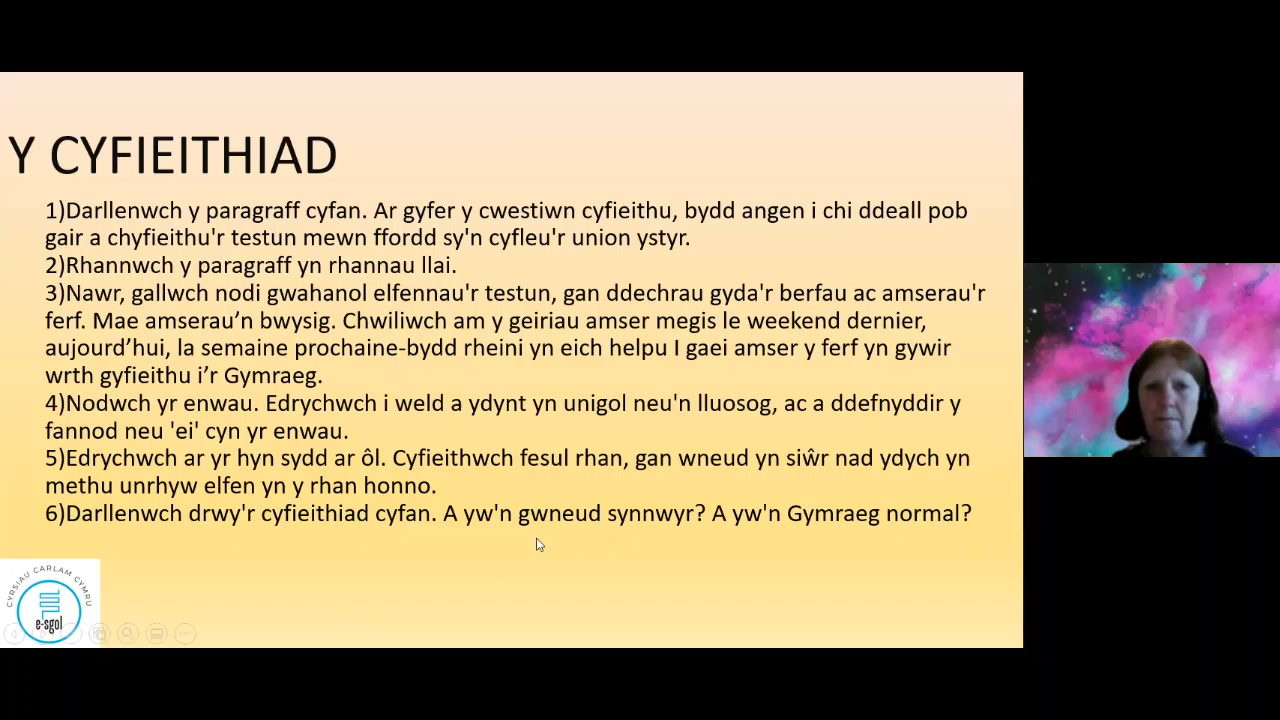 Y CYFIEITHIAD
1)Darllenwch y paragraff cyfan. Ar gyfer y cwestiwn cyfieithu, bydd angen i chi ddeall pob
gair a chyfieithu'r testun mewn ffordd sy'n cyfleu'r union ystyr.
2)Rhannwch y paragraff yn rhannau llai.
3)Nawr, gallwch nodi gwahanol elfennau'r testun, gan ddechrau gyda'r berfau ac amserau'r
ferf. Mae amserau’n bwysig. Chwiliwch am y geiriau amser megis le weekend dernier,
aujourd’hui, la semaine prochaine-bydd rheini yn eich helpu I gaei amser y ferf yn gywir
wrth gyfieithu i’r Gymraeg.
4)Nodwch yr enwau. Edrychwch i weld a ydynt yn unigol neu'n lluosog, ac a ddefnyddir y
fannod neu 'ei' cyn yr enwau.
5)Edrychwch ar yr hyn sydd ar ôl. Cyfieithwch fesul rhan, gan wneud yn siŵr nad ydych yn
methu unrhyw elfen yn y rhan honno.
6)Darllenwch drwy'r cyfieithiad cyfan. A yw'n gwneud synnwyr? A yw'n Gymraeg normal?
CYRSIAU CARLAM CYMRU
e-sgol